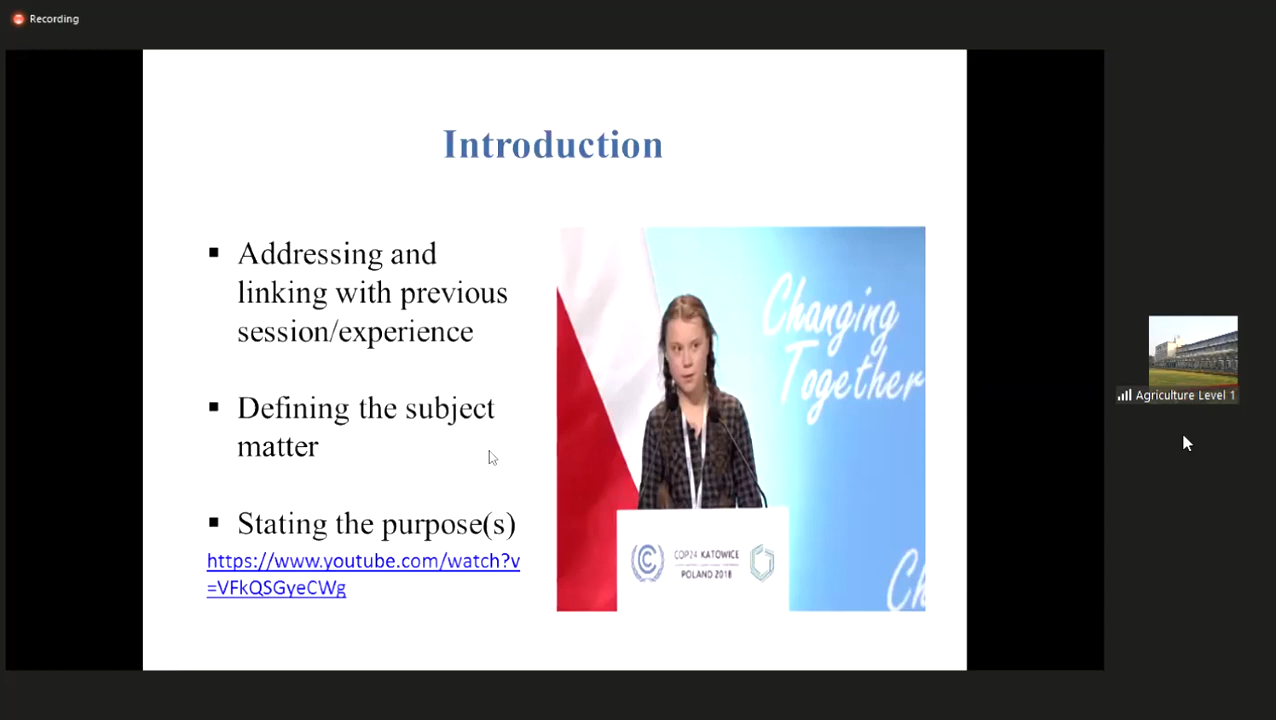 Recording
Introduction
▪ Addressing and
linking with previous
session/experience
▪ Defining the subject
matter
▪ Stating the purpose(s)
https://www.youtube.com/watch?v
=VFkQSGyeCWg
Changing
Together
COP24 KATOWICE
POLAND 2018
Ch
Agriculture Level 1